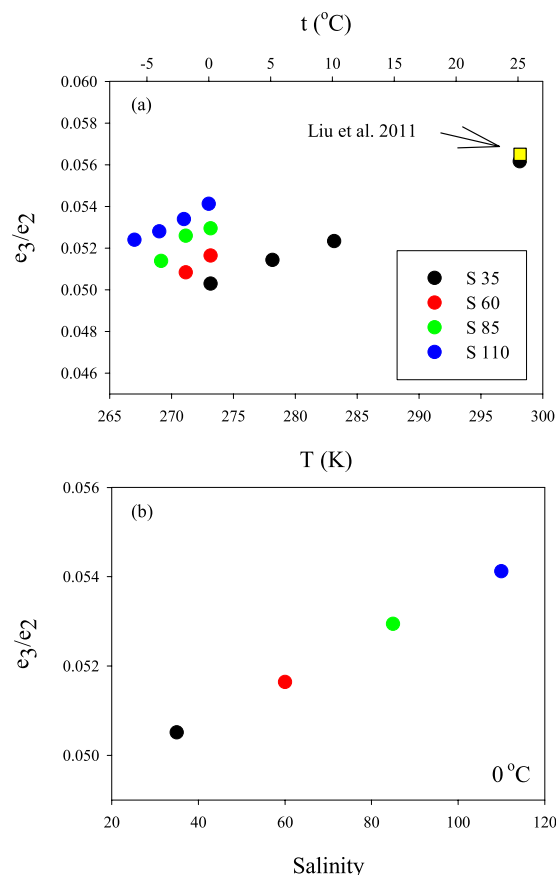 t (°C)
-5 0 5 10 15 20 25
0.060
0.058
0.056
0.054
0.052
0.050
0.048
0.046
e3/e2
(a)
Liu et al. 2011
S 35
S 60
S 85
S 110
265 270 275 280 285 290 295 300
T (K)
0.056
0.054
0.052
0.050
e3/e2
(b)
0 °C
20 40 60 80 100 120
Salinity